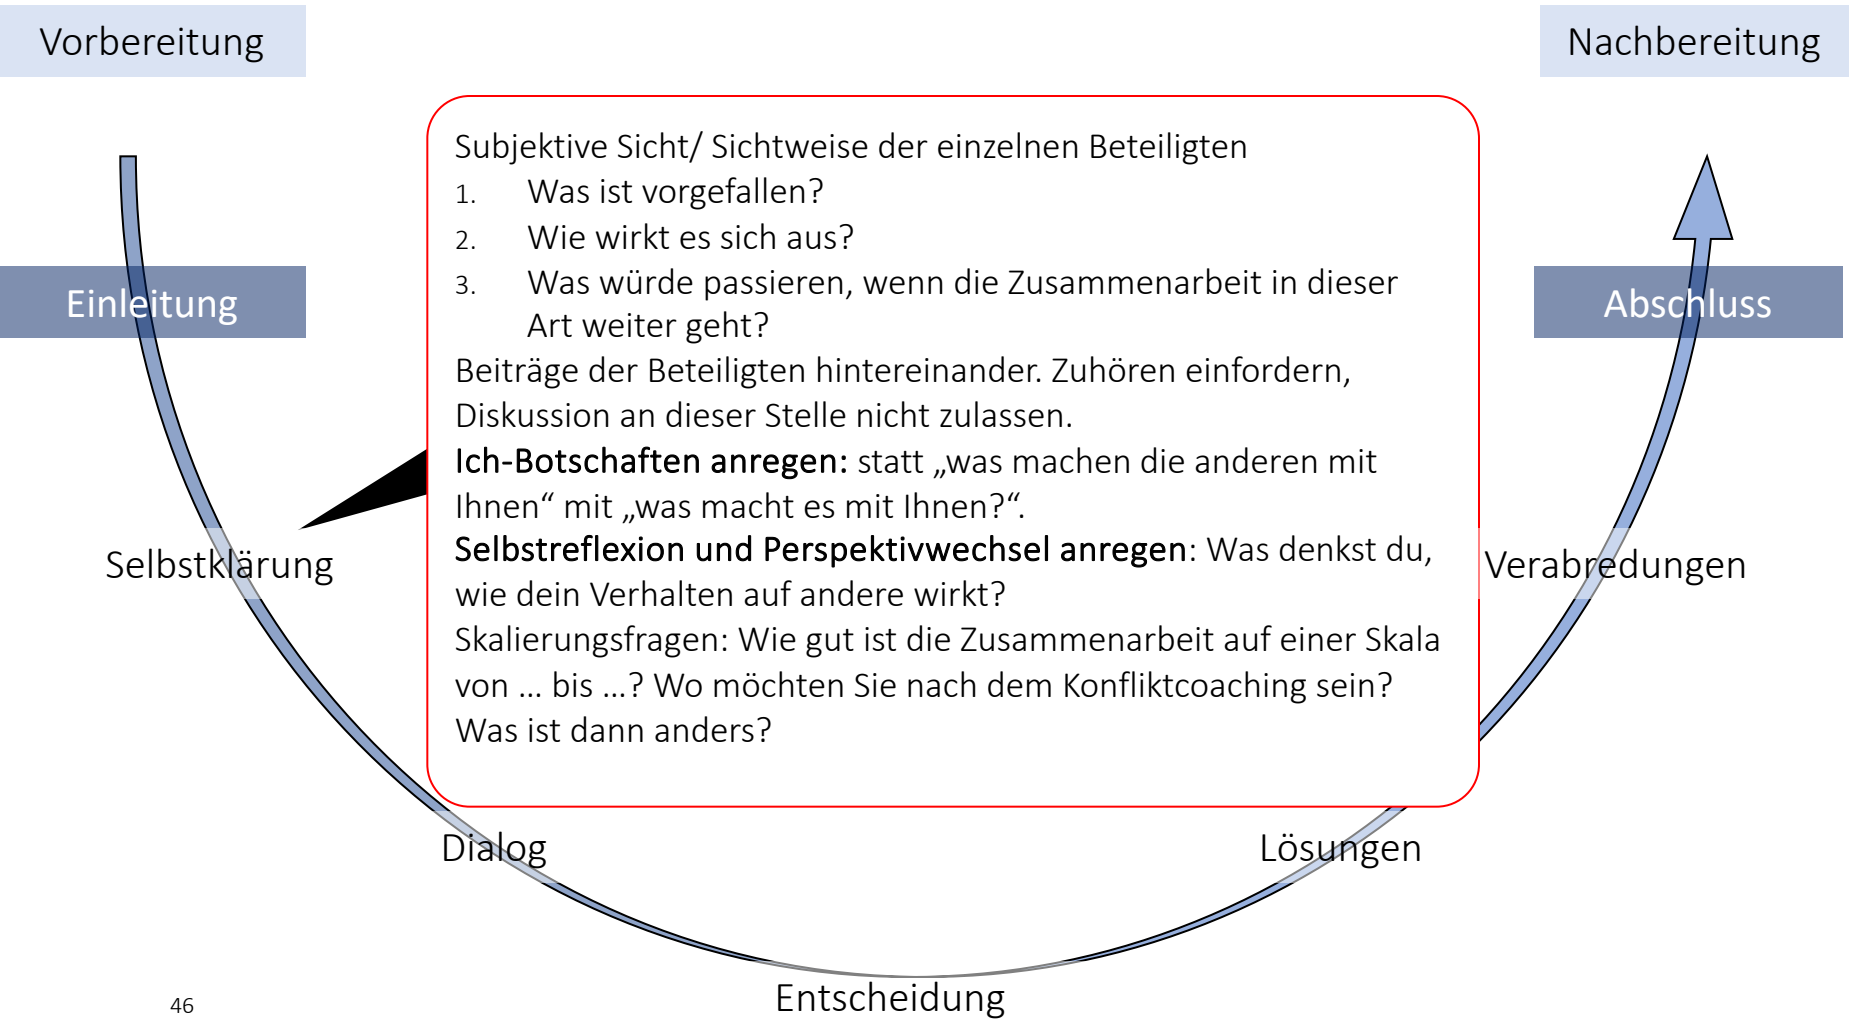 Vorbereitung
Nachbereitung
Subjektive Sicht/ Sichtweise der einzelnen Beteiligten
1. Was ist vorgefallen?
2. Wie wirkt es sich aus?
3. Was würde passieren, wenn die Zusammenarbeit in dieser
Art weiter geht?
Beiträge der Beteiligten hintereinander. Zuhören einfordern,
Diskussion an dieser Stelle nicht zulassen.
Ich-Botschaften anregen: statt „was machen die anderen mit
Ihnen“ mit „was macht es mit Ihnen?“.
Selbstreflexion und Perspektivwechsel anregen: Was denkst du,
wie dein Verhalten auf andere wirkt?
Skalierungsfragen: Wie gut ist die Zusammenarbeit auf einer Skala
von … bis …? Wo möchten Sie nach dem Konfliktcoaching sein?
Was ist dann anders?
Einleitung
Abschluss
Selbstklärung
Verabredungen
Dialog
Lösungen
Entscheidung
46